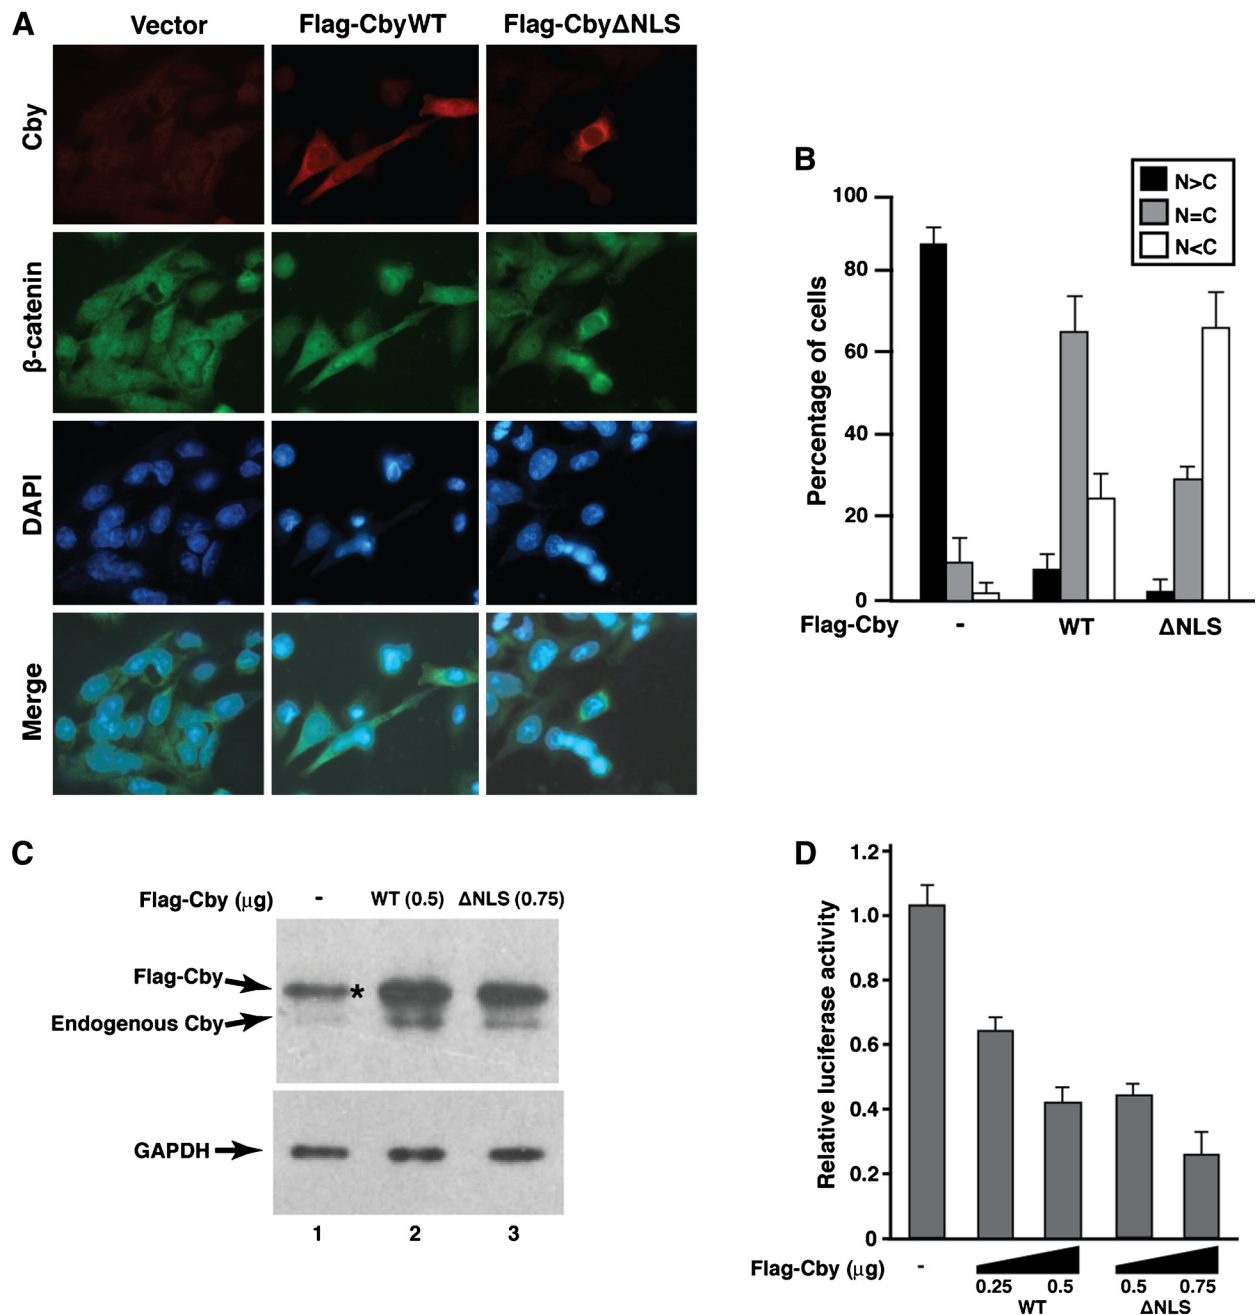 A
Vector
Flag-CbyWT
Flag-CbyΔNLS
Cby
β-catenin
DAPI
Merge
B
N>C
N=C
N<C
Percentage of cells
100
80
60
40
20
0
Flag-Cby
-
WT
ΔNLS
C
Flag-Cby (μg)
-
WT (0.5)
ΔNLS (0.75)
Flag-Cby
*
Endogenous Cby
GAPDH
1
2
3
D
Relative luciferase activity
1.2
1.0
0.8
0.6
0.4
0.2
0
Flag-Cby (μg)
-
0.25
0.5
0.5
0.75
WT
ΔNLS